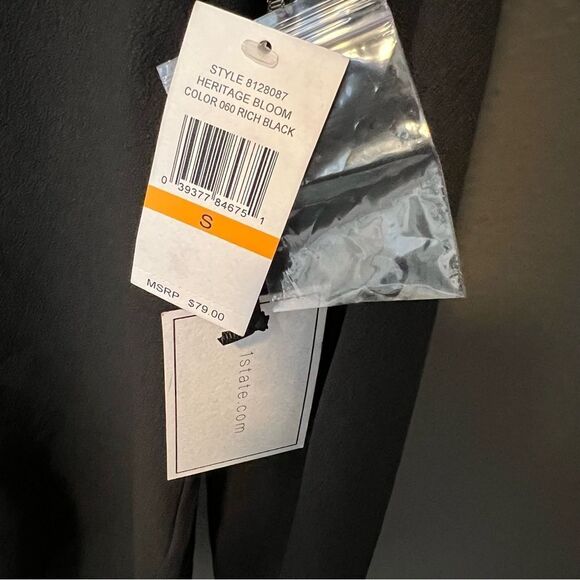 STYLE 8128087
HERITAGE BLOOM
COLOR 060 RICH BLACK
0 39377 84675 1
S
MSRP $79.00
1state.com